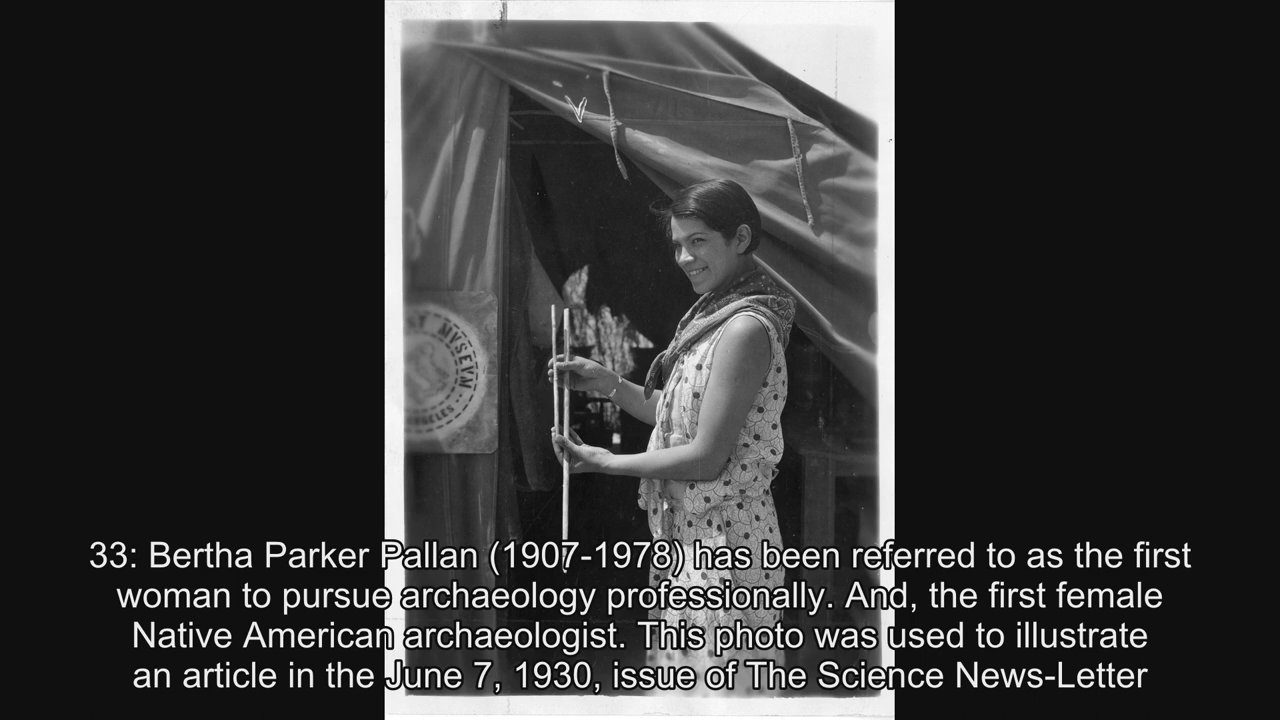 MVSEVM
33: Bertha Parker Pallan (1907-1978) has been referred to as the first
woman to pursue archaeology professionally. And, the first female
Native American archaeologist. This photo was used to illustrate
an article in the June 7, 1930, issue of The Science News-Letter